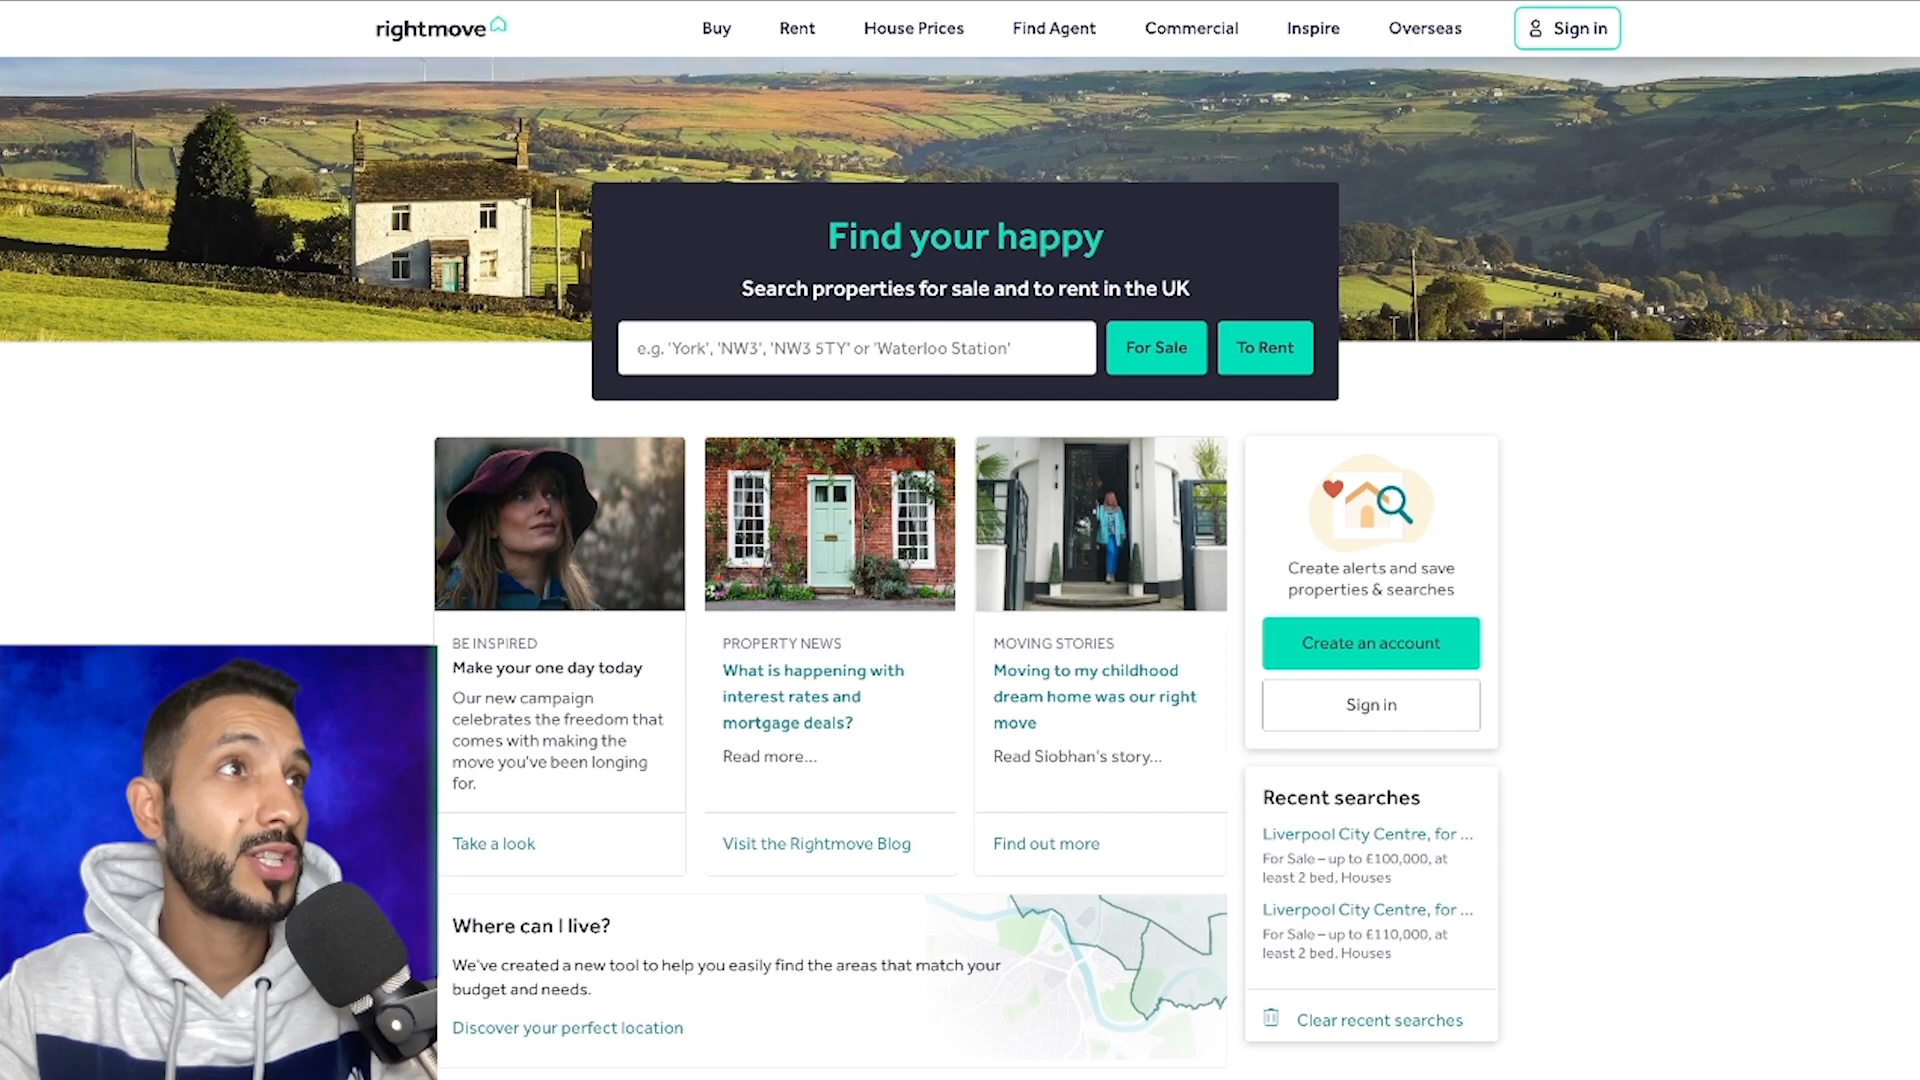 rightmove
Buy
Rent
House Prices
Find Agent
Commercial
Inspire
Overseas
Sign in
Find your happy
Search properties for sale and to rent in the UK
e.g. 'York', 'NW3', 'NW3 5TY' or 'Waterloo Station'
For Sale
To Rent
BE INSPIRED
Make your one day today
Our new campaign
celebrates the freedom that
comes with making the
move you've been longing
for.
Take a look
PROPERTY NEWS
What is happening with
interest rates and
mortgage deals?
Read more...
Visit the Rightmove Blog
MOVING STORIES
Moving to my childhood
dream home was our right
move
Read Siobhan's story...
Find out more
Create alerts and save
properties & searches
Create an account
Sign in
Recent searches
Liverpool City Centre, for ...
For Sale – up to £100,000, at
least 2 bed, Houses
Liverpool City Centre, for ...
For Sale – up to £110,000, at
least 2 bed, Houses
Clear recent searches
Where can I live?
We've created a new tool to help you easily find the areas that match your
budget and needs.
Discover your perfect location